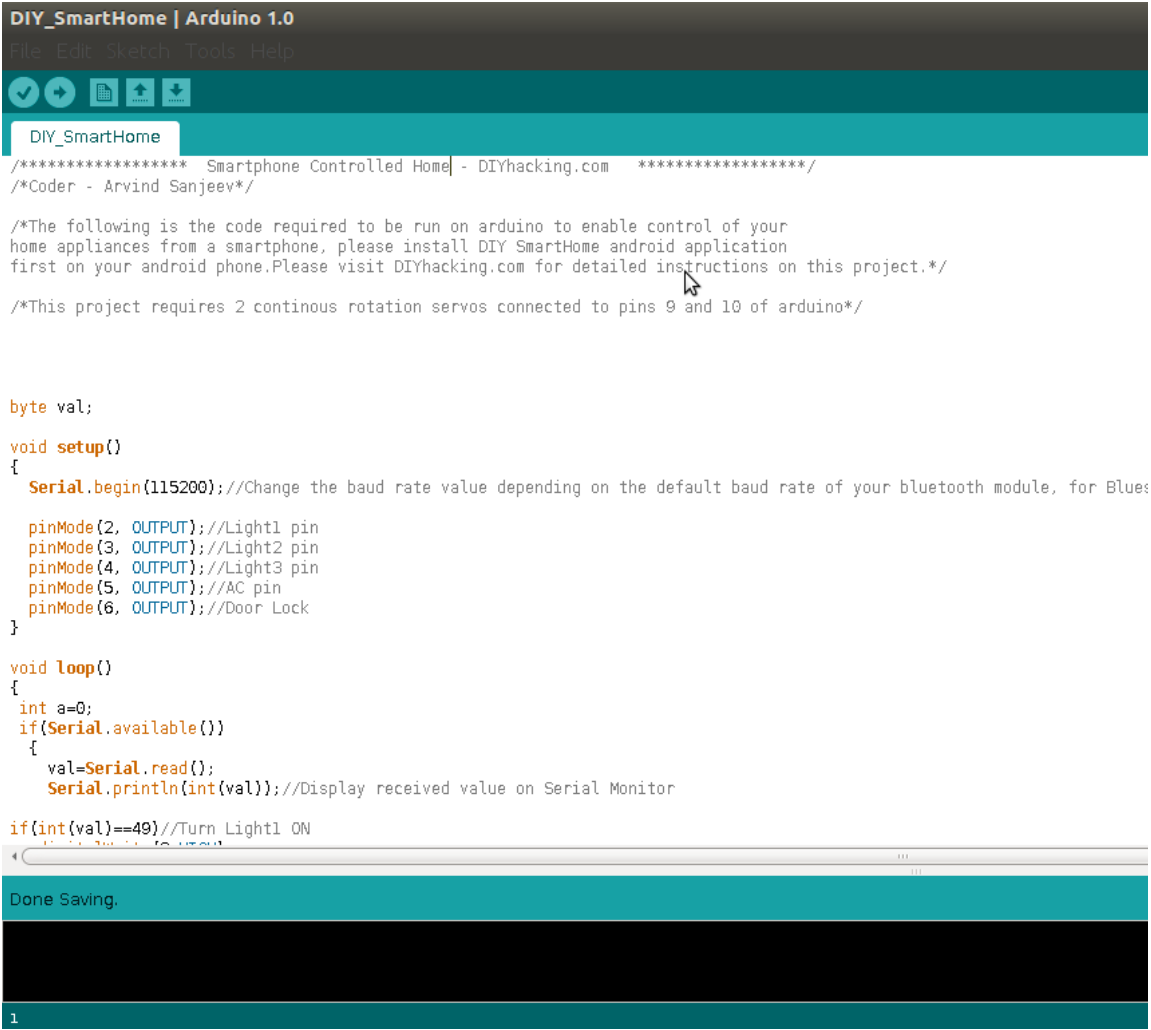 DIY_SmartHome | Arduino 1.0
File Edit Sketch Tools Help
DIY_SmartHome
/****************** Smartphone Controlled Home - DIYhacking.com ******************/
/*Coder - Arvind Sanjeev*/
/*The following is the code required to be run on arduino to enable control of your
home appliances from a smartphone, please install DIY SmartHome android application
first on your android phone.Please visit DIYhacking.com for detailed instructions on this project.*/
/*This project requires 2 continous rotation servos connected to pins 9 and 10 of arduino*/
byte val;
void setup()
{
Serial.begin(115200);//Change the baud rate value depending on the default baud rate of your bluetooth module, for Blues
pinMode(2, OUTPUT);//Light1 pin
pinMode(3, OUTPUT);//Light2 pin
pinMode(4, OUTPUT);//Light3 pin
pinMode(5, OUTPUT);//AC pin
pinMode(6, OUTPUT);//Door Lock
}
void loop()
{
int a=0;
if(Serial.available())
{
val=Serial.read();
Serial.println(int(val));//Display received value on Serial Monitor
if(int(val)==49)//Turn Light1 ON
Done Saving.
1